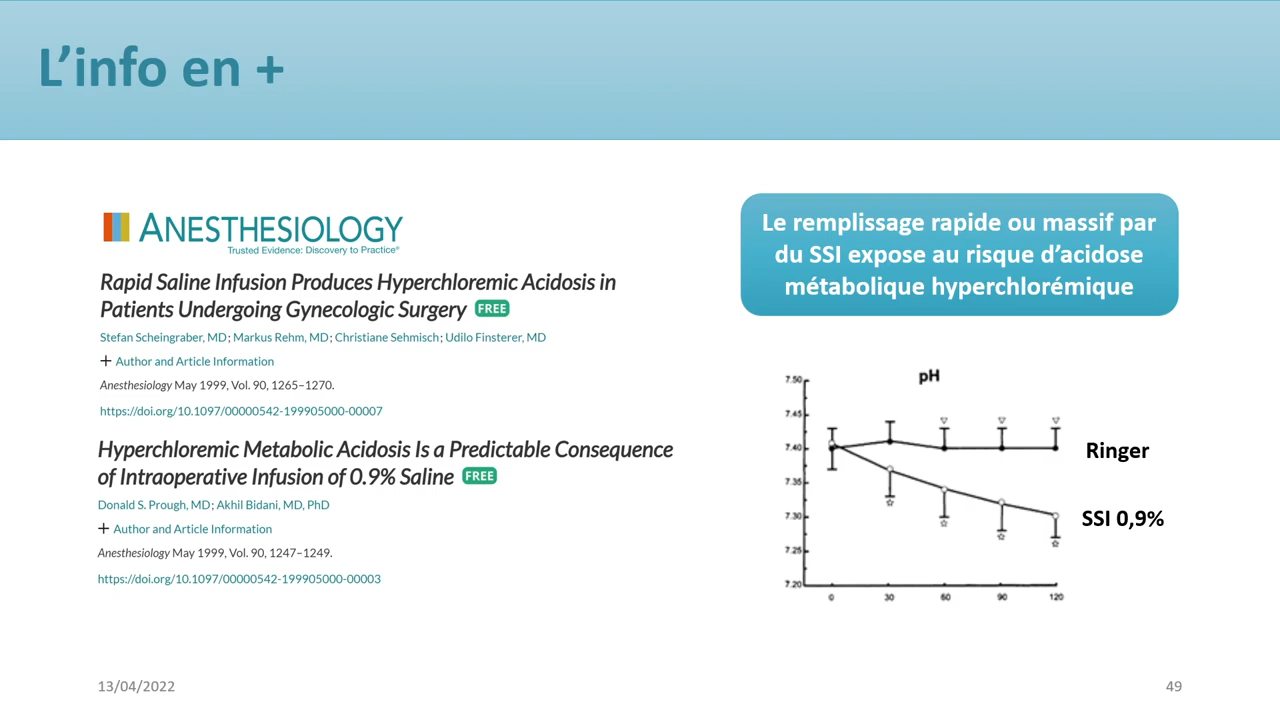 L'info en +
ANESTHESIOLOGY
Trusted Evidence: Discovery to Practice®
Rapid Saline Infusion Produces Hyperchloremic Acidosis in
Patients Undergoing Gynecologic Surgery FREE
Stefan Scheingraber, MD; Markus Rehm, MD; Christiane Sehmisch; Udilo Finsterer, MD
+ Author and Article Information
Anesthesiology May 1999, Vol. 90, 1265–1270.
https://doi.org/10.1097/00000542-199905000-00007
Hyperchloremic Metabolic Acidosis Is a Predictable Consequence
of Intraoperative Infusion of 0.9% Saline FREE
Donald S. Prough, MD; Akhil Bidani, MD, PhD
+ Author and Article Information
Anesthesiology May 1999, Vol. 90, 1247–1249.
https://doi.org/10.1097/00000542-199905000-00003
Le remplissage rapide ou massif par
du SSI expose au risque d'acidose
métabolique hyperchlorémique
pH
7.50
7.45
7.40
7.35
7.30
7.25
7.20
0 30 60 90 120
Ringer
SSI 0,9%
13/04/2022
49